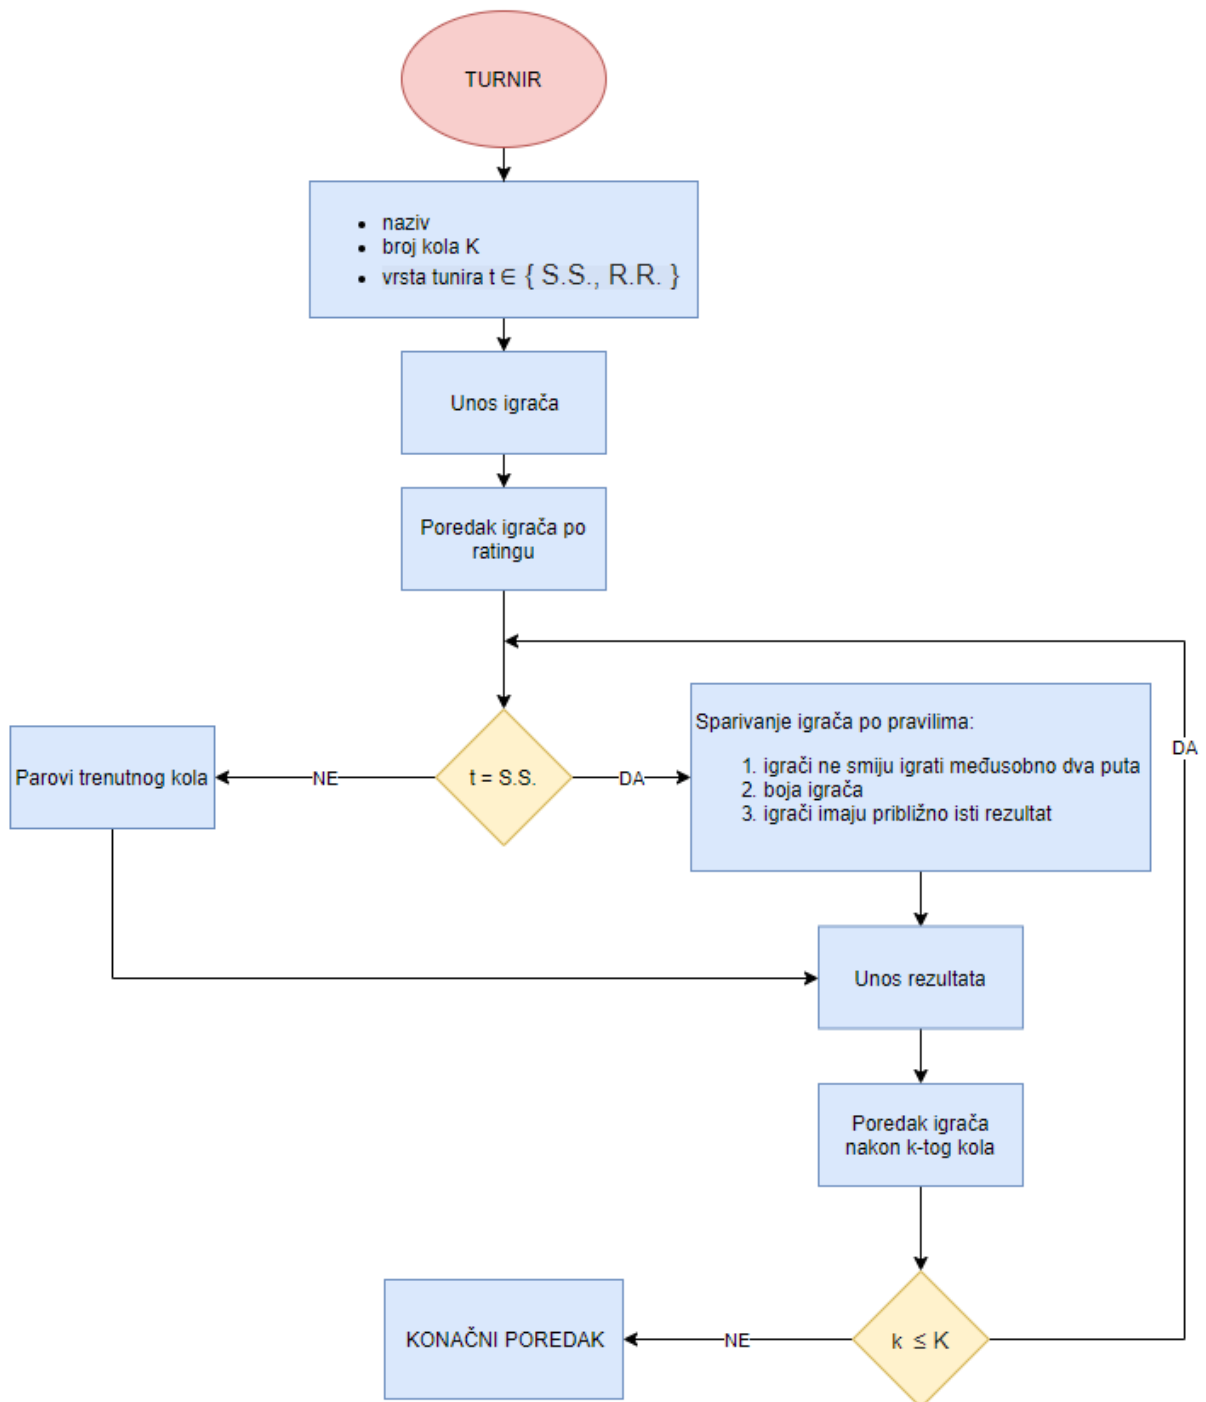 TURNIR
• naziv
• broj kola K
• vrsta tunira t ∈ { S.S., R.R. }
Unos igrača
Poredak igrača po
ratingu
t = S.S.
NE
DA
Parovi trenutnog kola
Sparivanje igrača po pravilima:
1. igrači ne smiju igrati međusobno dva puta
2. boja igrača
3. igrači imaju približno isti rezultat
DA
Unos rezultata
Poredak igrača
nakon k-tog kola
k ≤ K
NE
KONAČNI POREDAK